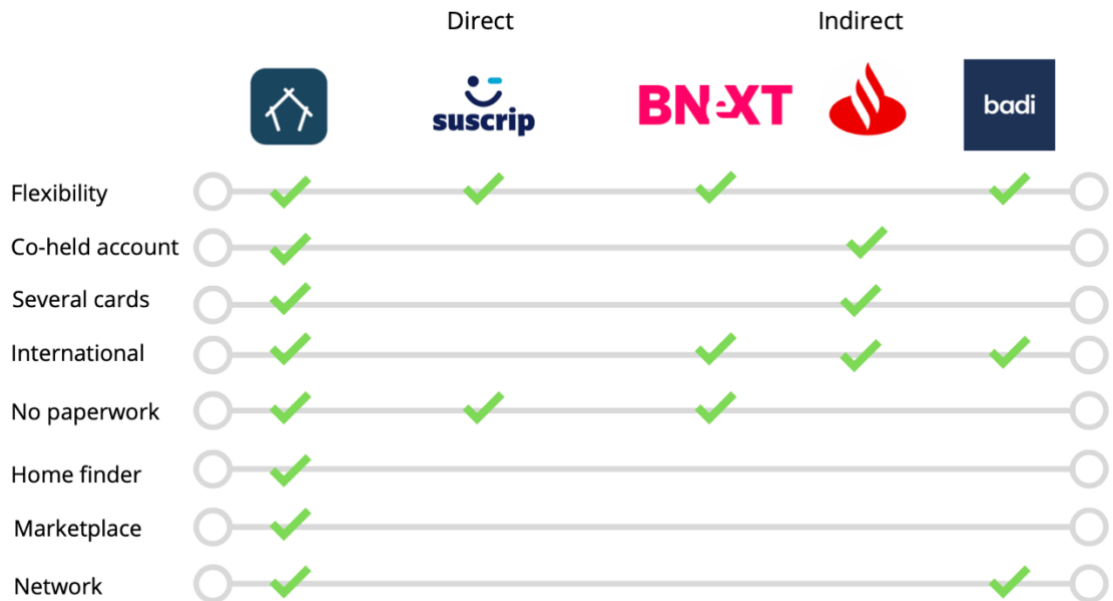 Direct
Indirect
suscrip
BNeXT
badi
Flexibility
Co-held account
Several cards
International
No paperwork
Home finder
Marketplace
Network